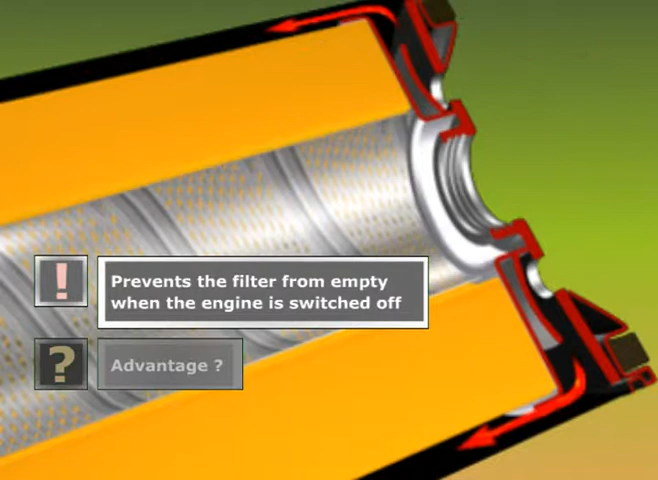 !
Prevents the filter from empty
when the engine is switched off
?
Advantage ?